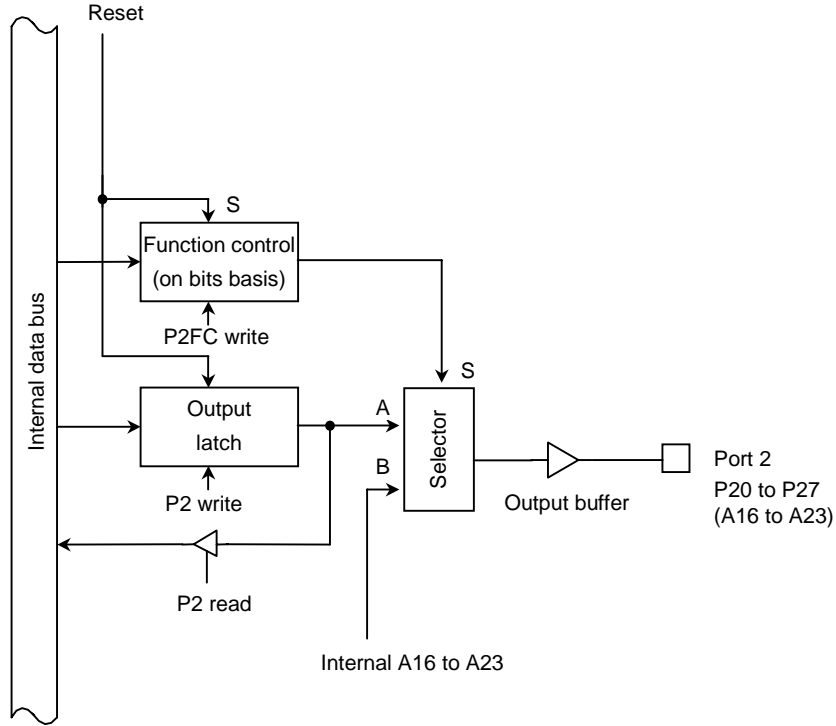 Reset
S
Function control
(on bits basis)
P2FC write
Internal data bus
S
Output
latch
A
B
Selector
P2 write
Output buffer
Port 2
P20 to P27
(A16 to A23)
P2 read
Internal A16 to A23